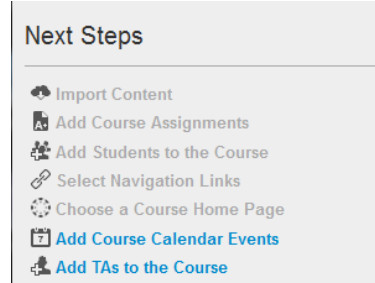 Next Steps
Import Content
A+ Add Course Assignments
Add Students to the Course
Select Navigation Links
Choose a Course Home Page
7 Add Course Calendar Events
Add TAs to the Course